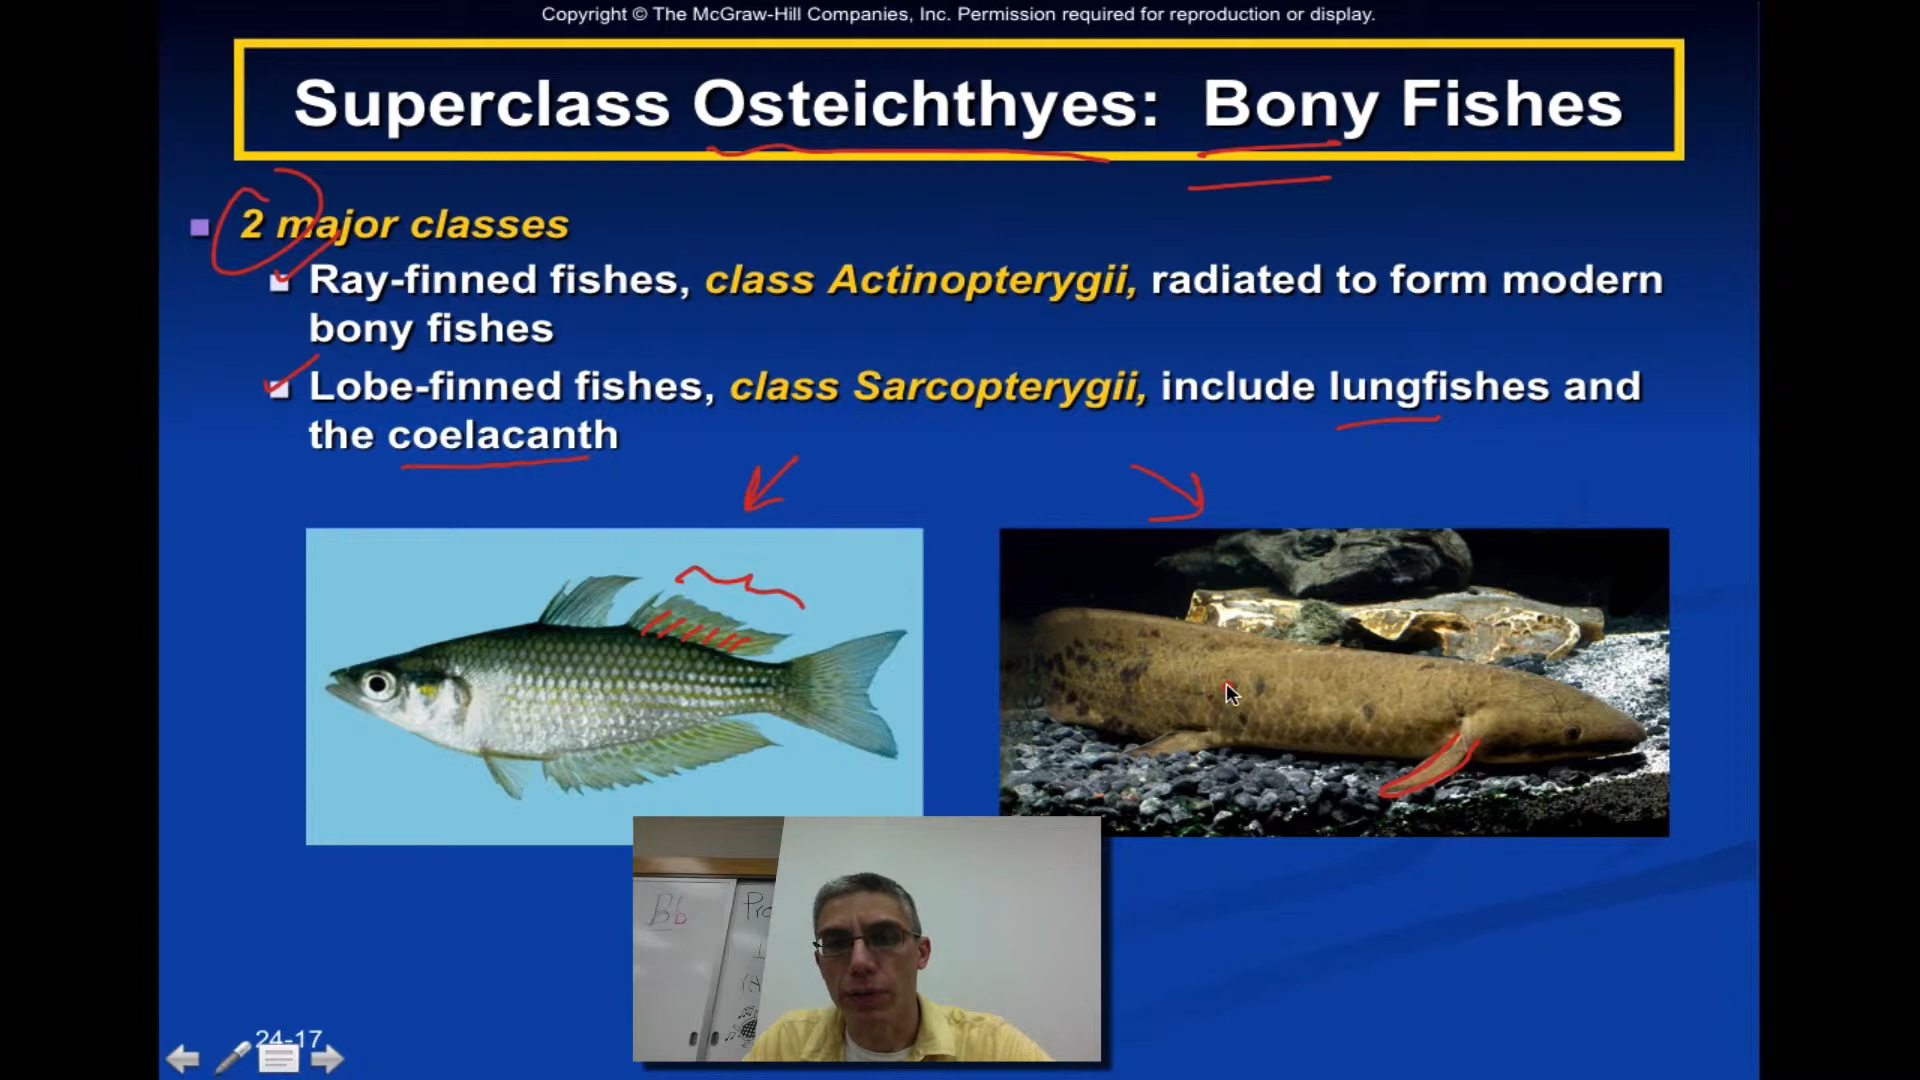 Copyright © The McGraw-Hill Companies, Inc. Permission required for reproduction or display.
Superclass Osteichthyes: Bony Fishes
2 major classes
Ray-finned fishes, class Actinopterygii, radiated to form modern
bony fishes
Lobe-finned fishes, class Sarcopterygii, include lungfishes and
the coelacanth
Bb
Pro
24-17